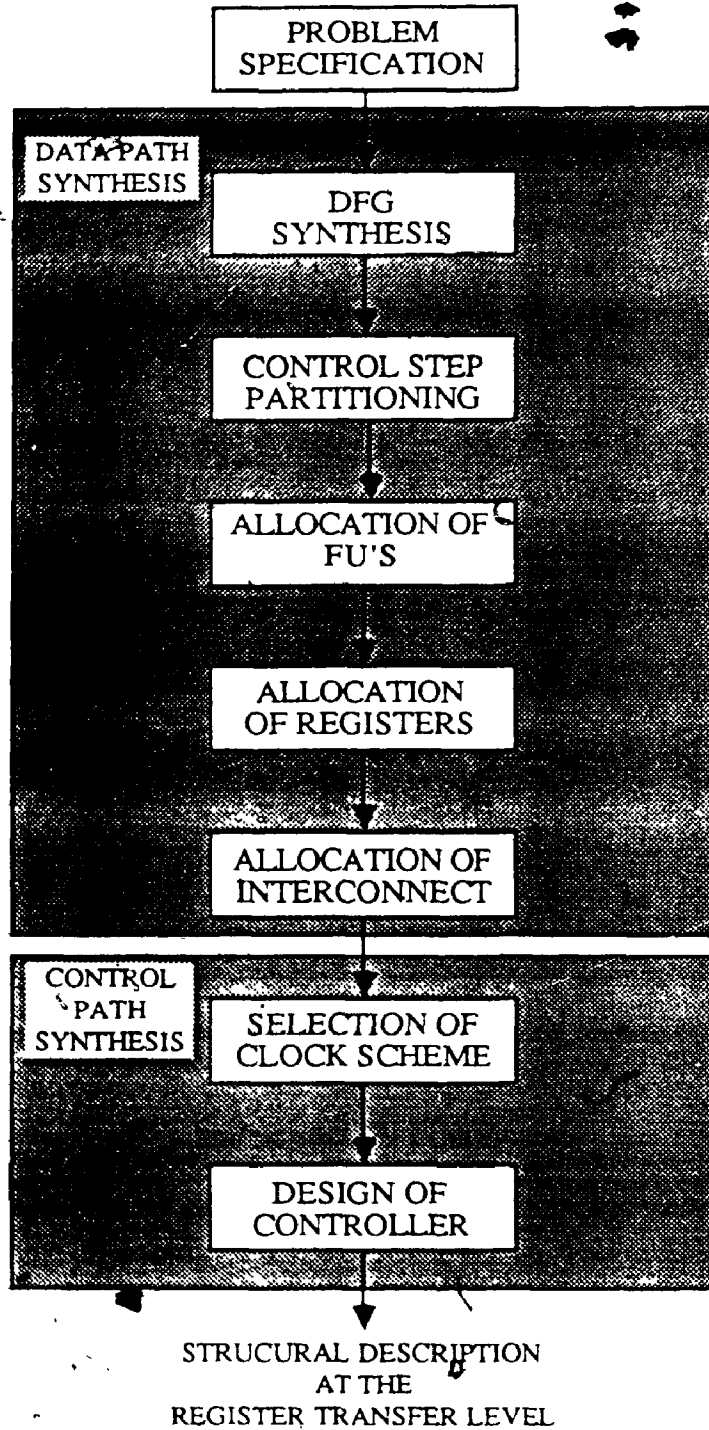 PROBLEM
SPECIFICATION
DATA PATH
SYNTHESIS
DFG
SYNTHESIS
CONTROL STEP
PARTITIONING
ALLOCATION OF
FU'S
ALLOCATION
OF REGISTERS
ALLOCATION OF
INTERCONNECT
CONTROL
PATH
SYNTHESIS
SELECTION OF
CLOCK SCHEME
DESIGN OF
CONTROLLER
STRUCURAL DESCRIPTION
AT THE
REGISTER TRANSFER LEVEL